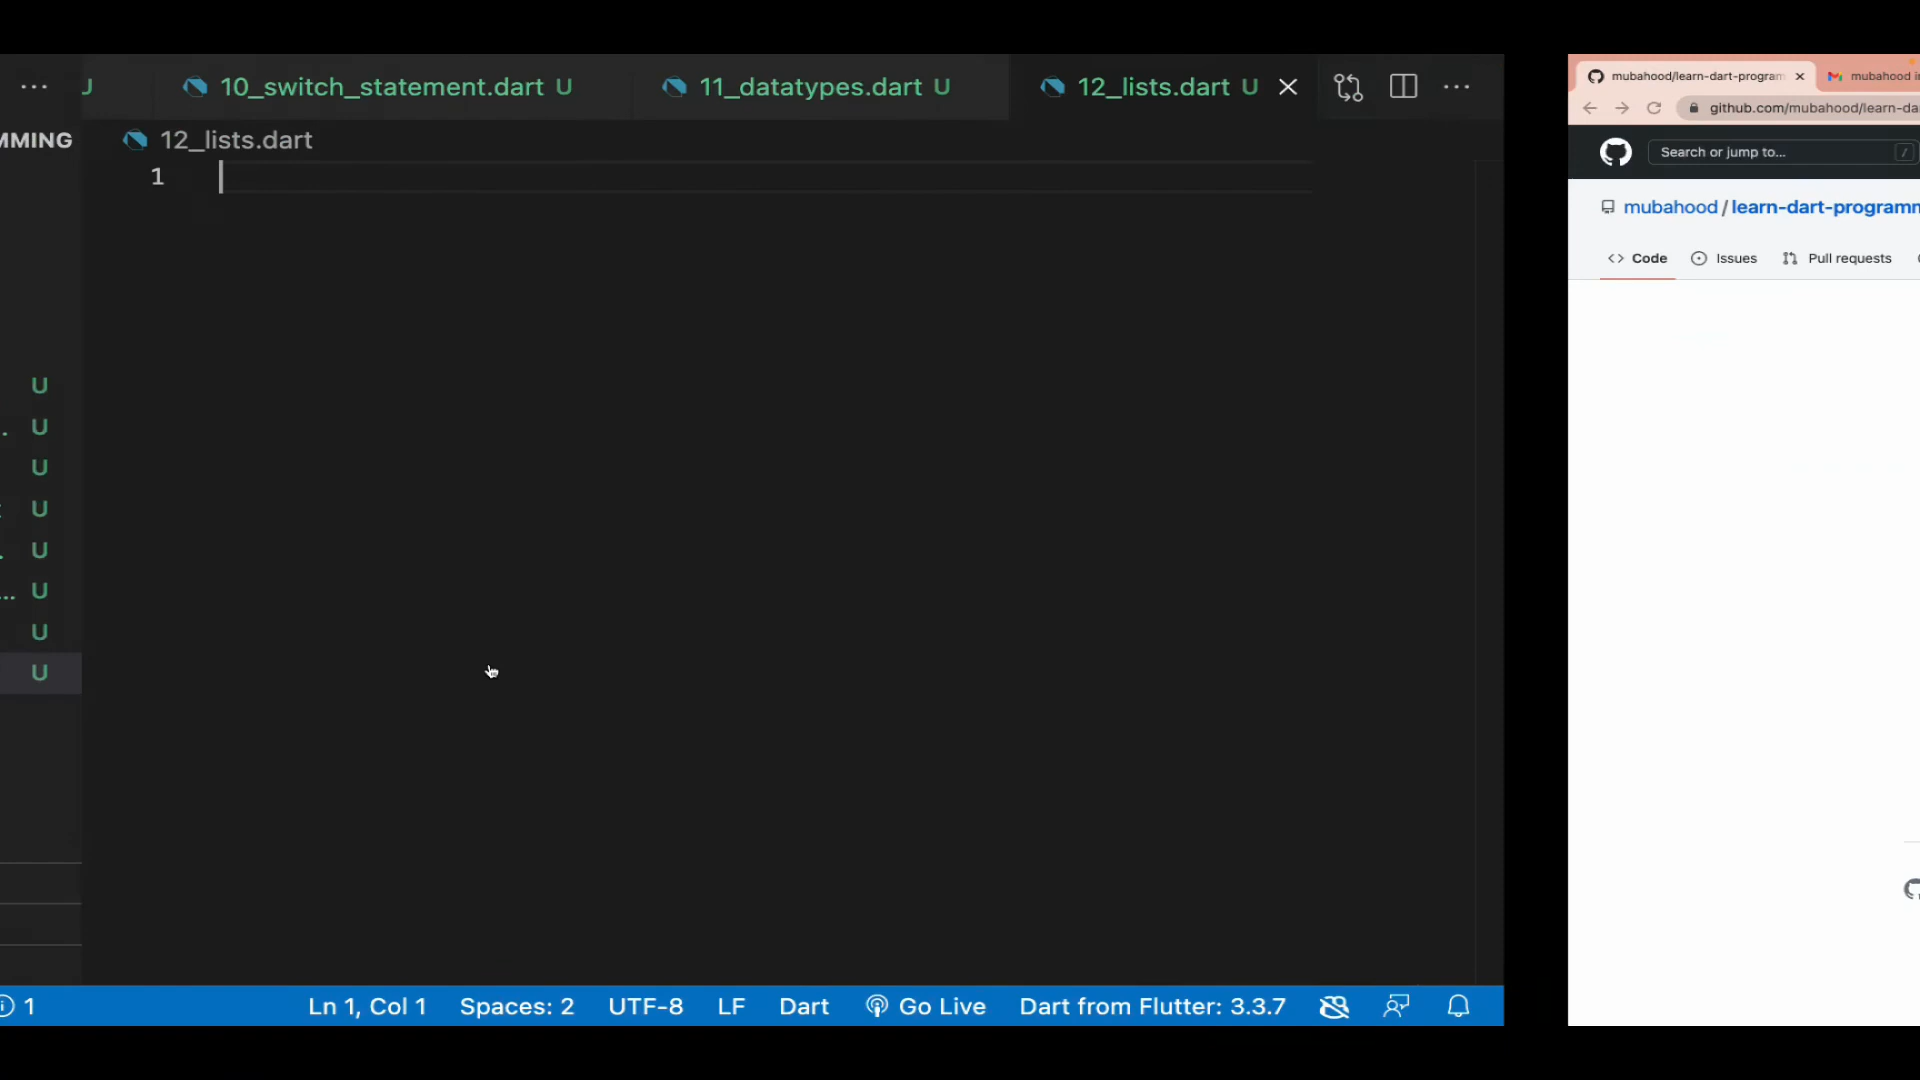 ... U 10_switch_statement.dart U 11_datatypes.dart U 12_lists.dart U
MMING 12_lists.dart
1
U
. U
U
U
. U
... U
U
U
1 Ln 1, Col 1 Spaces: 2 UTF-8 LF Dart Go Live Dart from Flutter: 3.3.7
mubahood/learn-dart-program mubahood i
github.com/mubahood/learn-da
Search or jump to... /
mubahood / learn-dart-programm
Code Issues Pull requests